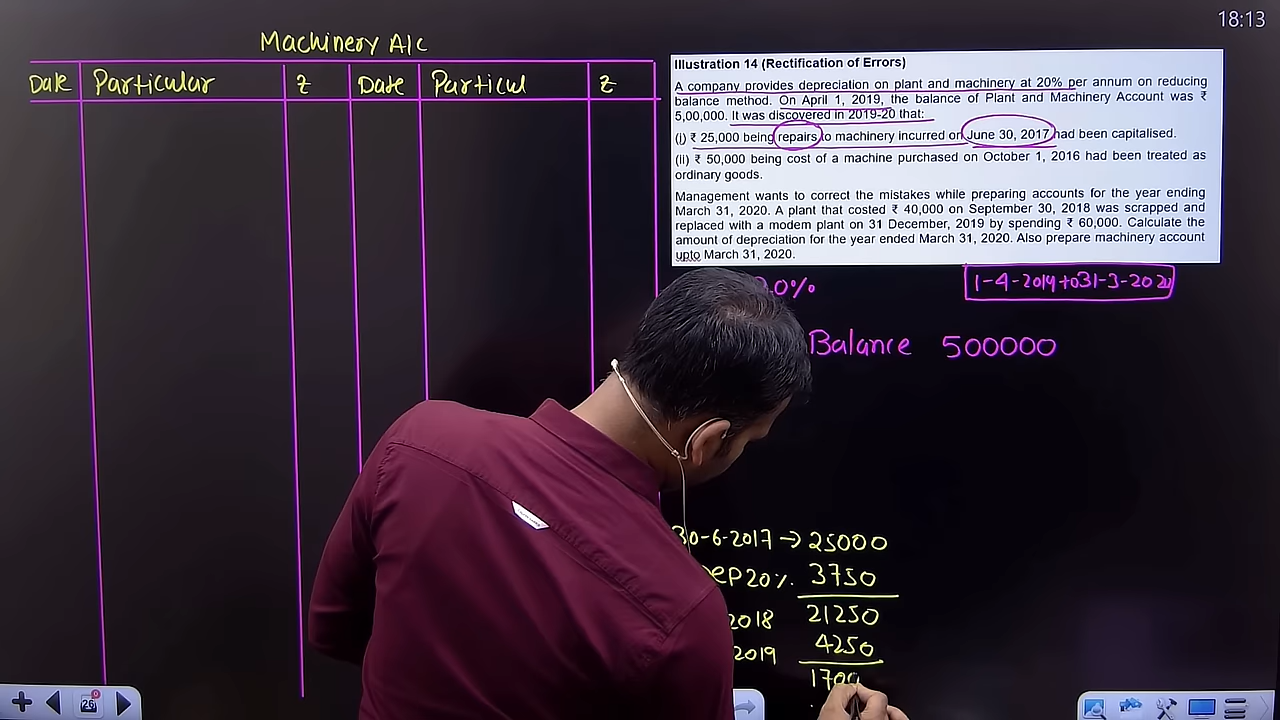 18:13
Machinery A/c
Date Particular ₹ Date Particul ₹
Illustration 14 (Rectification of Errors)
A company provides depreciation on plant and machinery at 20% per annum on reducing
balance method. On April 1, 2019, the balance of Plant and Machinery Account was ₹
5,00,000. It was discovered in 2019-20 that:
(i) ₹ 25,000 being repairs to machinery incurred on June 30, 2017 had been capitalised.
(ii) ₹ 50,000 being cost of a machine purchased on October 1, 2016 had been treated as
ordinary goods.
Management wants to correct the mistakes while preparing accounts for the year ending
March 31, 2020. A plant that costed ₹ 40,000 on September 30, 2018 was scrapped and
replaced with a modem plant on 31 December, 2019 by spending ₹ 60,000. Calculate the
amount of depreciation for the year ended March 31, 2020. Also prepare machinery account
upto March 31, 2020.
0% 1-4-2019 to 31-3-2020
Balance 500000
30-6-2017 → 25000
Dep 20%. 3750
2018 21250
2019 4250
1700
26